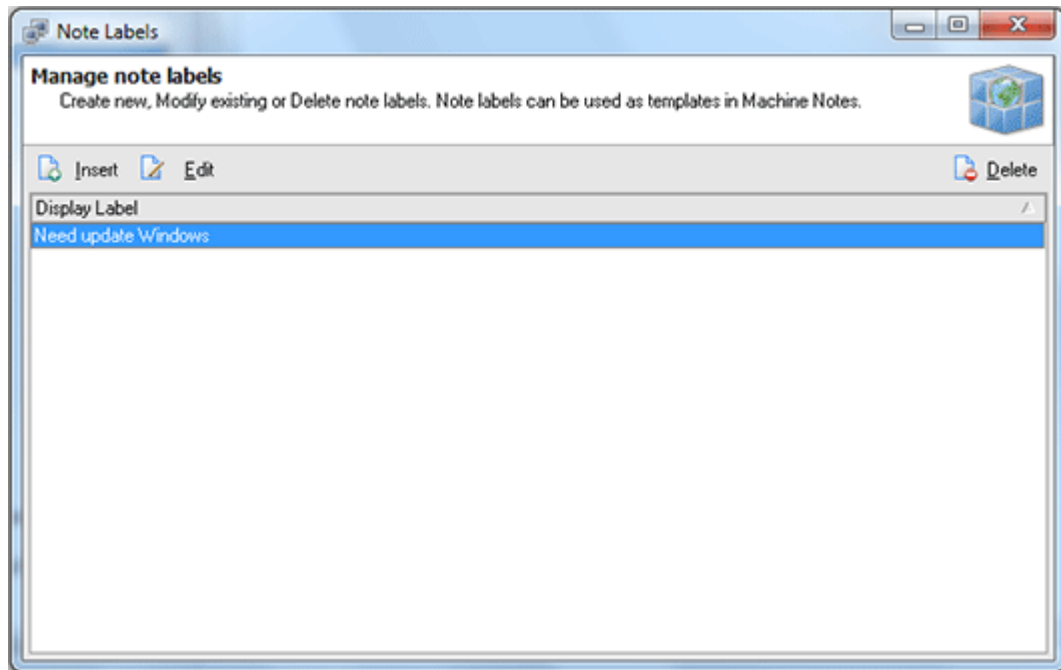 Note Labels
Manage note labels
Create new, Modify existing or Delete note labels. Note labels can be used as templates in Machine Notes.
Insert Edit Delete
Display Label
Need update Windows